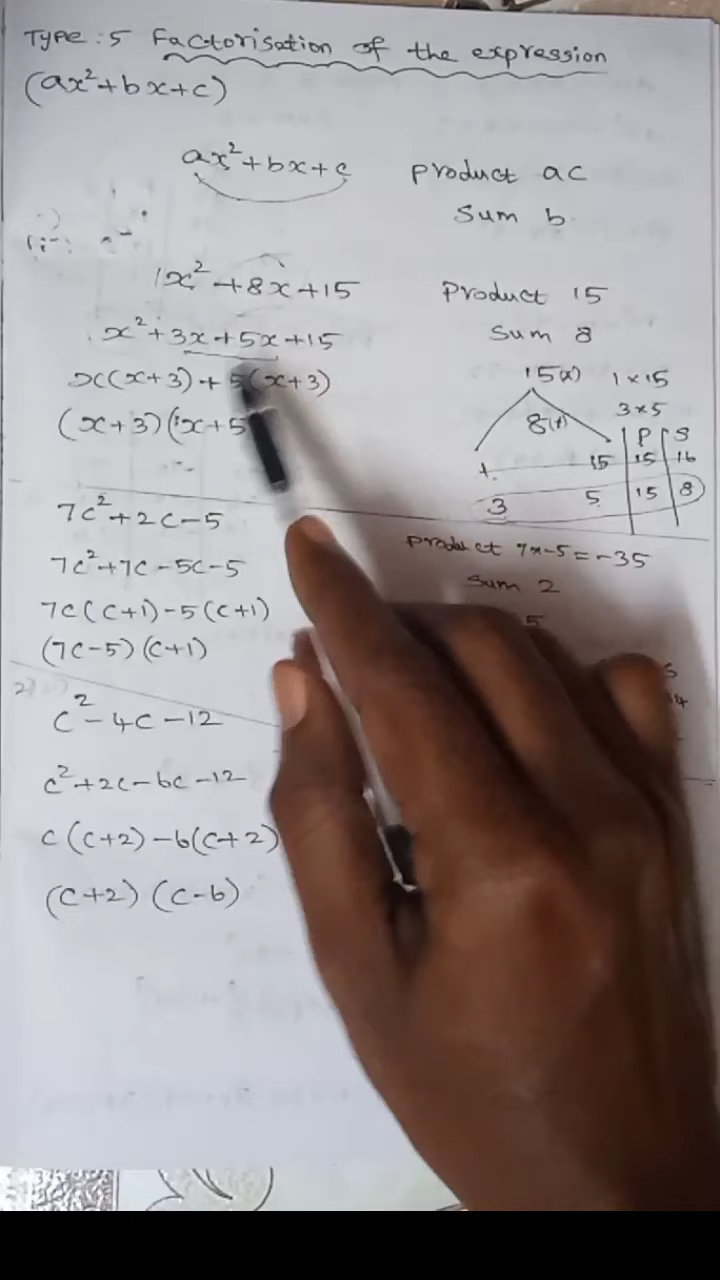 Type : 5 Factorisation of the expression
(ax²+bx+c)
ax²+bx+c
product ac
Sum b
1x²+8x+15
product 15
x²+3x+5x+15
Sum 8
x(x+3)+5(x+3)
15(x) 1×15
3×5
(x+3)(x+5
8(+)
P S
1 15 15 16
3 5 15 8
7c²+2c-5
product 7x-5=-35
7c²+7c-5c-5
Sum 2
7c(c+1)-5(c+1)
5
(7c-5)(c+1)
c²-4c-12
c²+2c-6c-12
c(c+2)-6(c+2)
(c+2) (c-6)